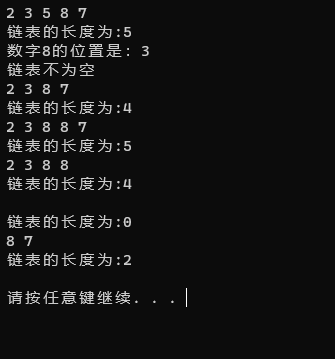 2 3 5 8 7
链表的长度为:5
数字8的位置是: 3
链表不为空
2 3 8 7
链表的长度为:4
2 3 8 8 7
链表的长度为:5
2 3 8 8
链表的长度为:4
链表的长度为:0
8 7
链表的长度为:2
请按任意键继续. . .